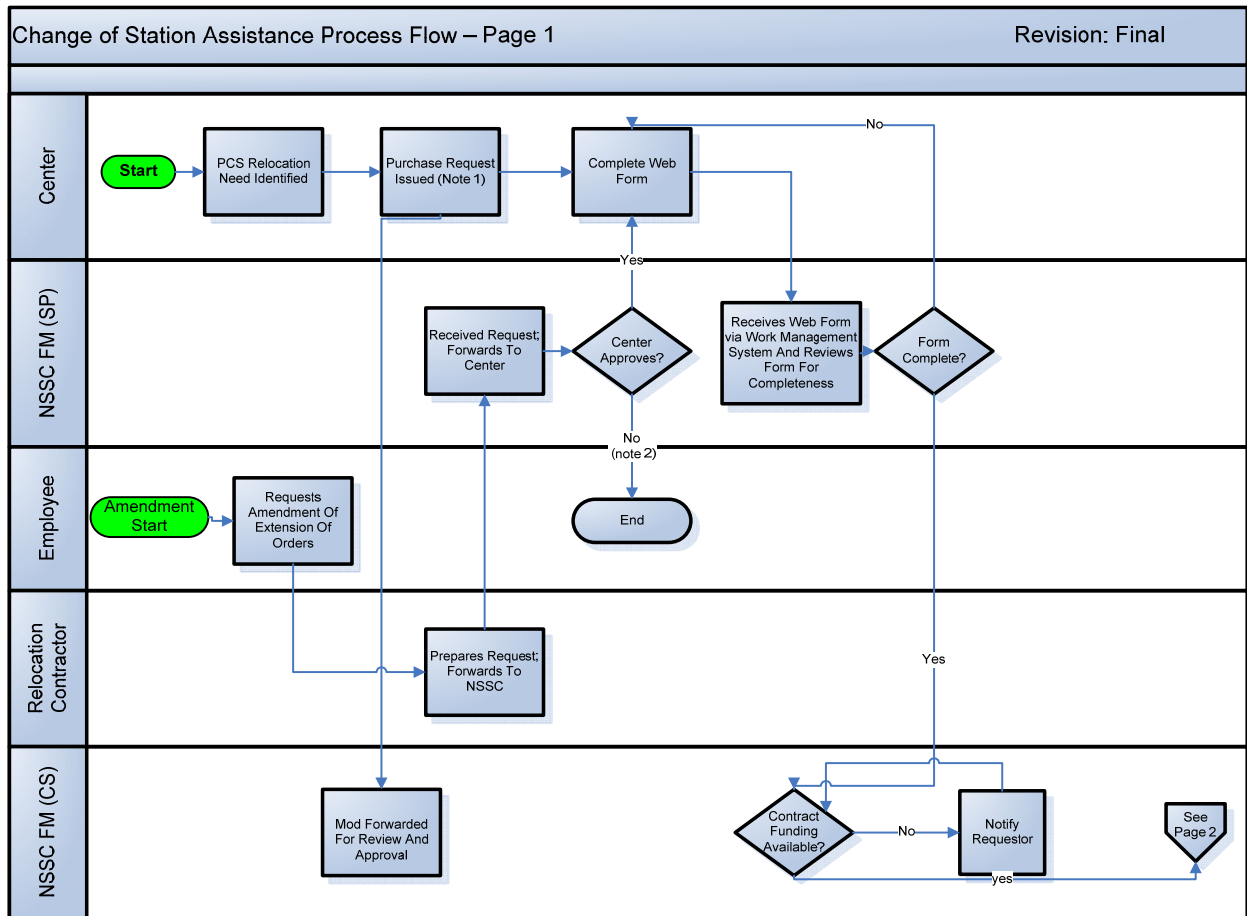 Change of Station Assistance Process Flow – Page 1
Revision: Final
Center
Start
PCS Relocation
Need Identified
Purchase Request
Issued (Note 1)
Complete Web
Form
No
Yes
NSSC FM (SP)
Received Request;
Forwards To
Center
Center
Approves?
Receives Web Form
via Work Management
System And Reviews
Form For
Completeness
Form
Complete?
No
(note 2)
Employee
Amendment
Start
Requests
Amendment Of
Extension Of
Orders
End
Relocation
Contractor
Prepares Request;
Forwards To
NSSC
Yes
NSSC FM (CS)
Mod Forwarded
For Review And
Approval
Contract
Funding
Available?
No
Notify
Requestor
See
Page 2
yes